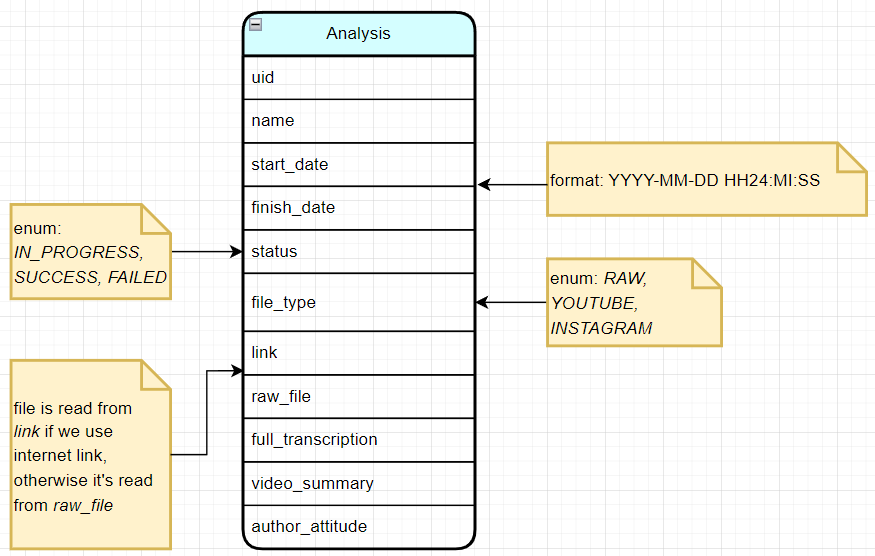 Analysis
uid
name
start_date
finish_date
status
file_type
link
raw_file
full_transcription
video_summary
author_attitude
format: YYYY-MM-DD HH24:MI:SS
enum:
IN_PROGRESS,
SUCCESS, FAILED
enum: RAW,
YOUTUBE,
INSTAGRAM
file is read from
link if we use
internet link,
otherwise it's read
from raw_file